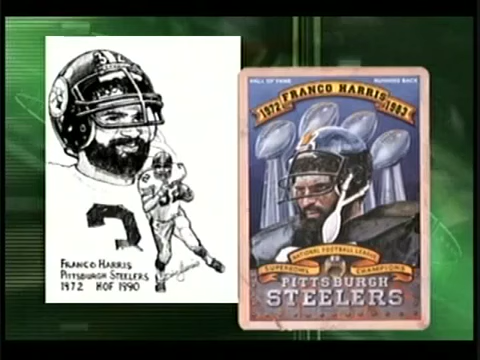 FRANCO HARRIS
PITTSBURGH STEELERS
1972 HOF 1990
32
HALL OF FAME
RUNNING BACK
1972 FRANCO HARRIS 1983
NATIONAL FOOTBALL LEAGUE
SUPERBOWL CHAMPIONS
PITTSBURGH
STEELERS